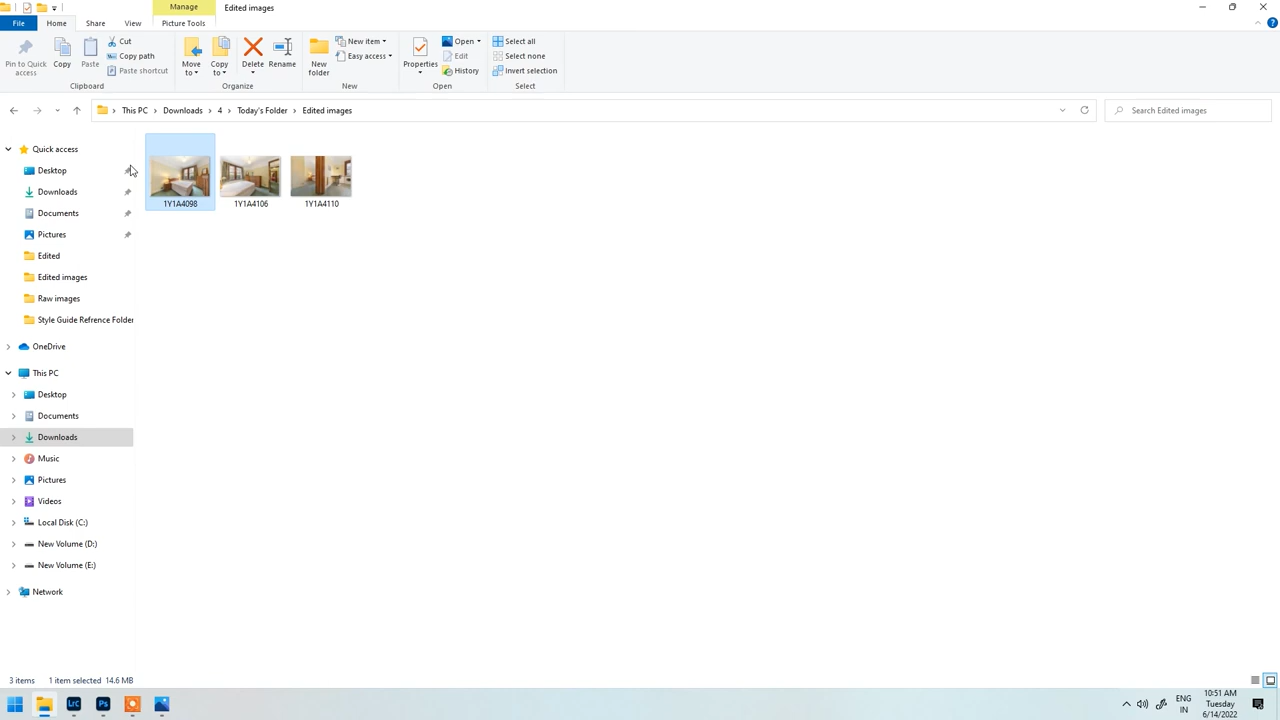 Manage
Edited images
File
Home
Share
View
Picture Tools
Pin to Quick access
Copy
Paste
Cut
Copy path
Paste shortcut
Clipboard
Move to
Copy to
Delete
Rename
Organize
New folder
New item
Easy access
New
Properties
Open
Edit
History
Open
Select all
Select none
Invert selection
Select
This PC
Downloads
4
Today's Folder
Edited images
Search Edited images
Quick access
Desktop
Downloads
Documents
Pictures
Edited
Edited images
Raw images
Style Guide Refrence Folder
OneDrive
This PC
Desktop
Documents
Downloads
Music
Pictures
Videos
Local Disk (C:)
New Volume (D:)
New Volume (E:)
Network
1Y1A4098
1Y1A4106
1Y1A4110
3 items
1 item selected 14.6 MB
LrC
Ps
ENG
IN
10:51 AM
Tuesday
6/14/2022